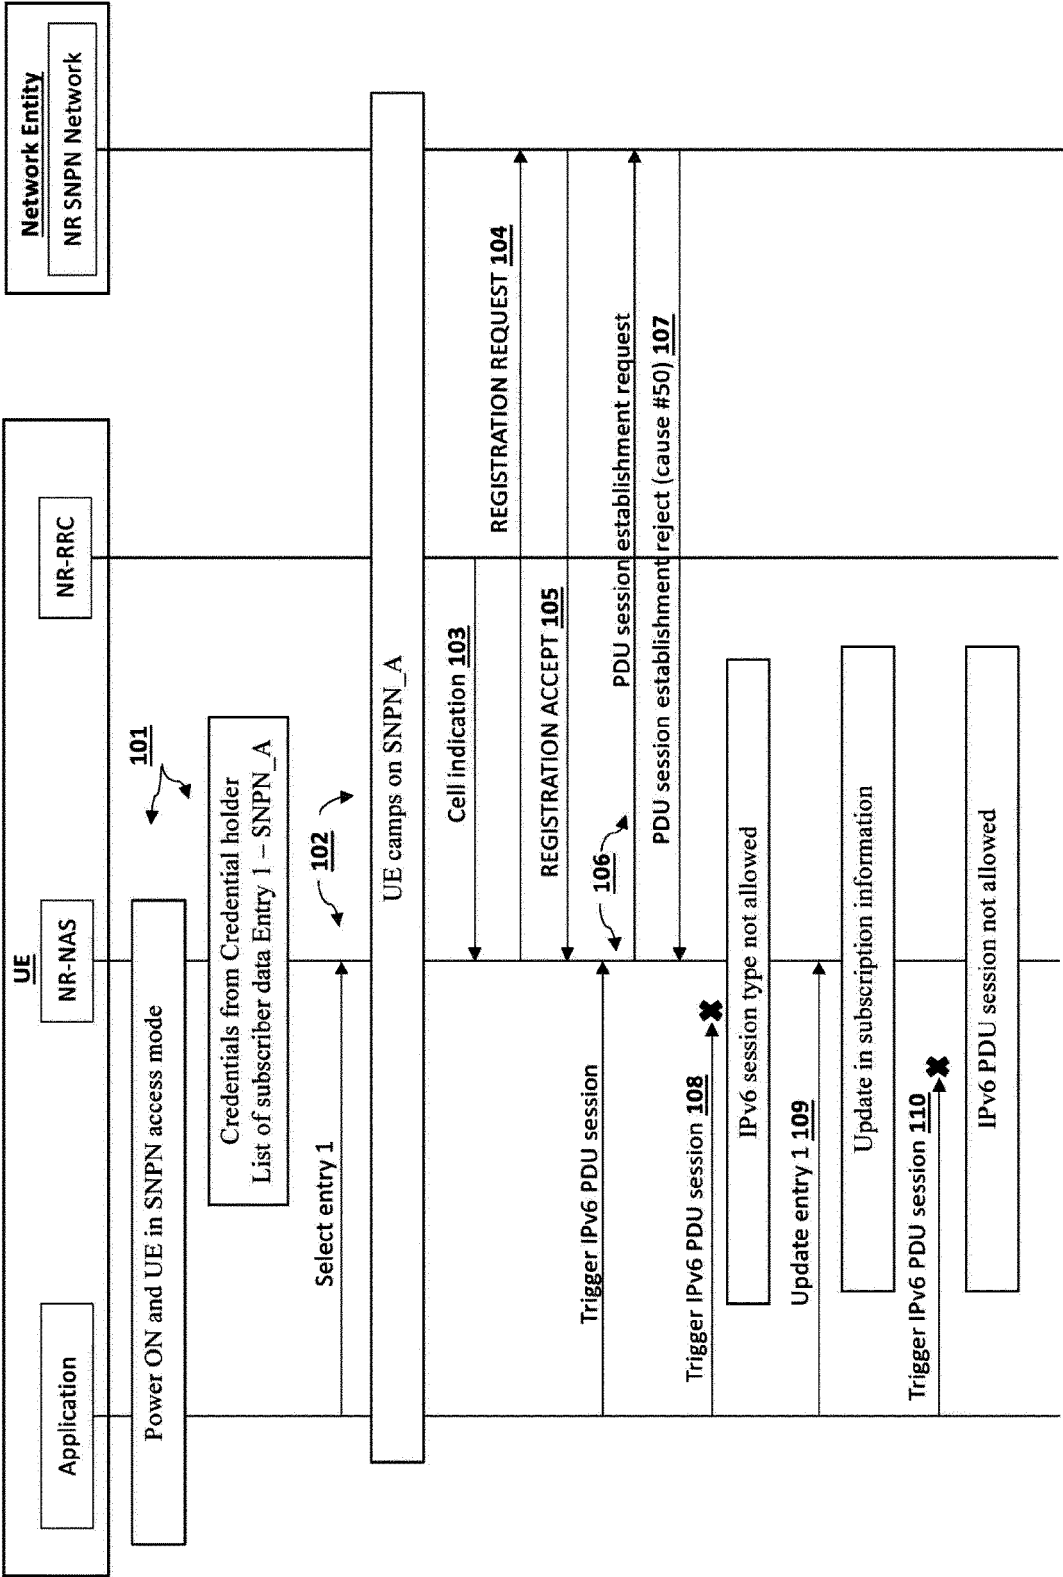 UE
Application
NR-NAS
NR-RRC
Network Entity
NR SNPN Network
Power ON and UE in SNPN access mode
101
Credentials from Credential holder
List of subscriber data Entry 1 – SNPN_A
Select entry 1
102
UE camps on SNPN_A
Cell indication 103
REGISTRATION REQUEST 104
REGISTRATION ACCEPT 105
Trigger IPv6 PDU session
106
PDU session establishment request
PDU session establishment reject (cause #50) 107
Trigger IPv6 PDU session 108
IPv6 session type not allowed
Update entry 1 109
Update in subscription information
Trigger IPv6 PDU session 110
IPv6 PDU session not allowed